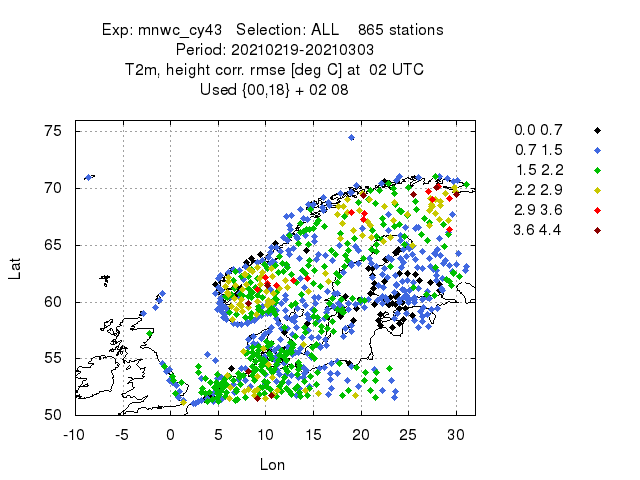 Exp: mnwc_cy43 Selection: ALL 865 stations
Period: 20210219-20210303
T2m, height corr. rmse [deg C] at 02 UTC
Used {00,18} + 02 08
0.0 0.7
0.7 1.5
1.5 2.2
2.2 2.9
2.9 3.6
3.6 4.4
75
70
65
60
55
50
Lat
-10 -5 0 5 10 15 20 25 30
Lon